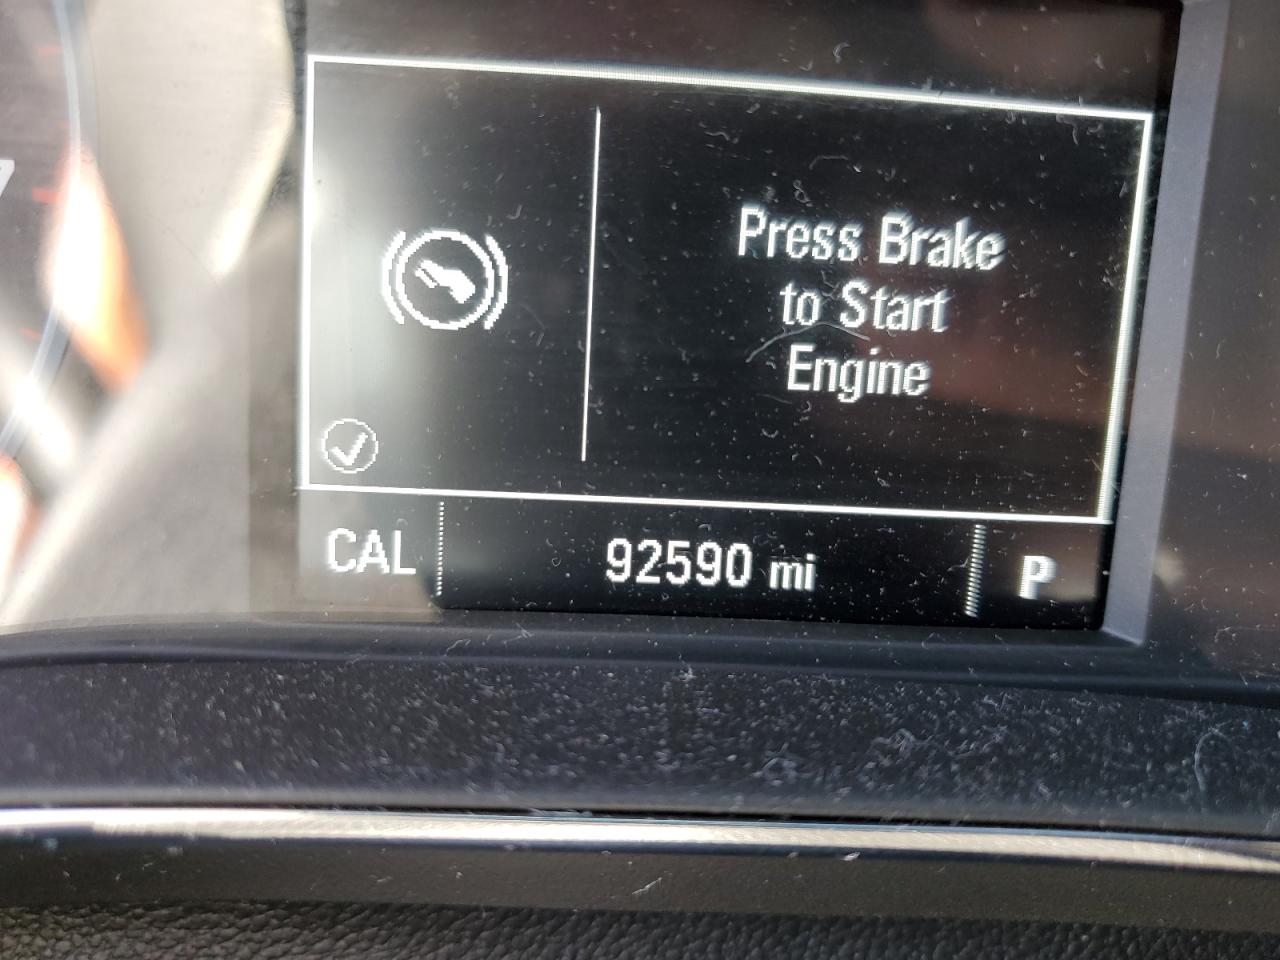 Press Brake
to Start
Engine
CAL 92590 mi P